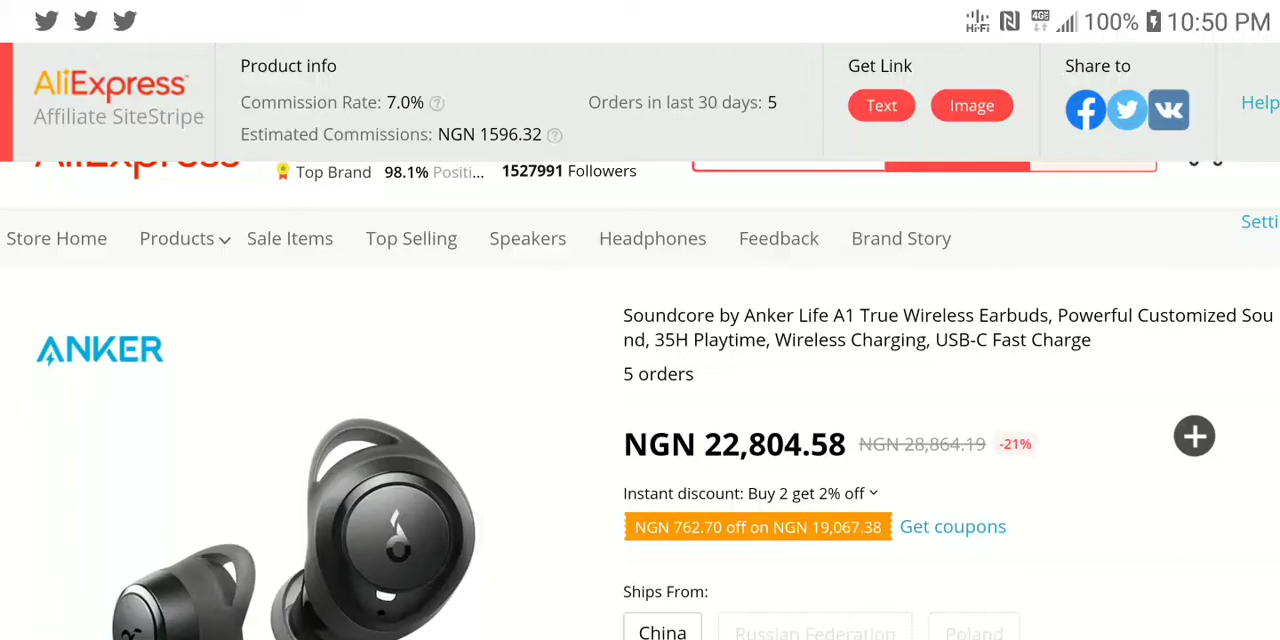 HI-FI 4GE 100% 10:50 PM
AliExpress
Affiliate SiteStripe
Product info
Commission Rate: 7.0% ?
Orders in last 30 days: 5
Estimated Commissions: NGN 1596.32 ?
Get Link
Text Image
Share to
Help
AliExpress
Top Brand 98.1% Positi... 1527991 Followers
Setti
Store Home Products Sale Items Top Selling Speakers Headphones Feedback Brand Story
ANKER
Soundcore by Anker Life A1 True Wireless Earbuds, Powerful Customized Sou
nd, 35H Playtime, Wireless Charging, USB-C Fast Charge
5 orders
NGN 22,804.58 NGN 28,864.19 -21%
Instant discount: Buy 2 get 2% off
NGN 762.70 off on NGN 19,067.38 Get coupons
Ships From:
China Russian Federation Poland